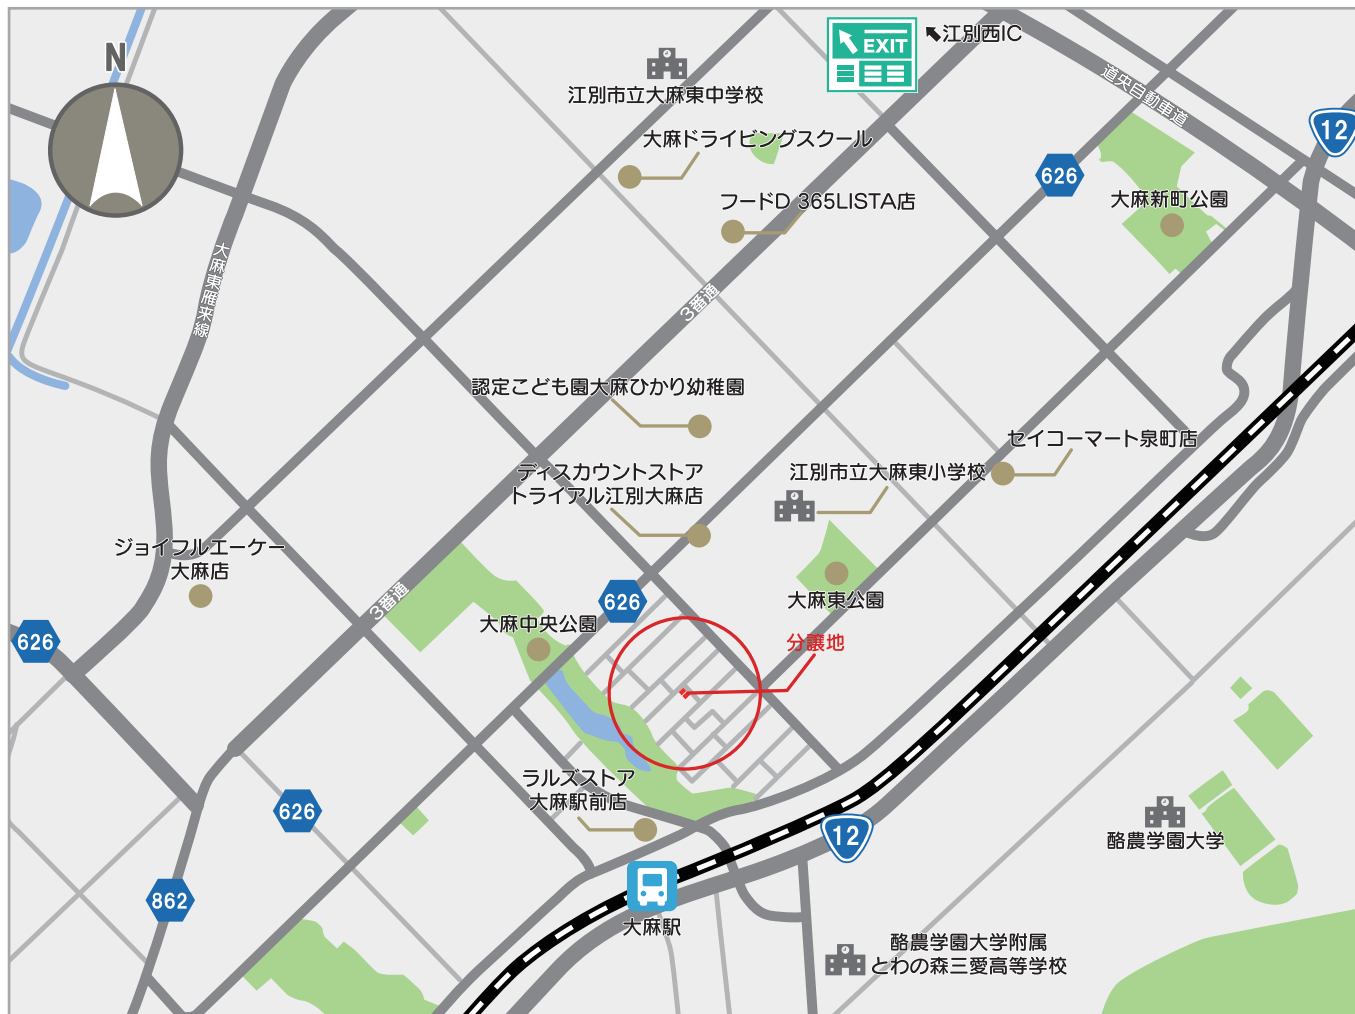 N
EXIT
江別西IC
道央自動車道
12
江別市立大麻東中学校
大麻ドライビングスクール
626
大麻新町公園
フードD 365LISTA店
大麻東雁来線
3番通
認定こども園大麻ひかり幼稚園
セイコーマート泉町店
ディスカウントストア
トライアル江別大麻店
江別市立大麻東小学校
ジョイフルエーケー
大麻店
3番通
626
大麻東公園
大麻中央公園
626
分譲地
ラルズストア
大麻駅前店
626
12
酪農学園大学
862
大麻駅
酪農学園大学附属
とわの森三愛高等学校